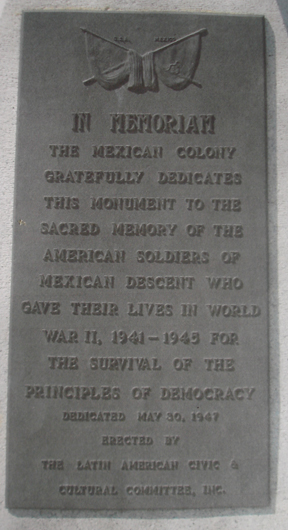 U.S.A. MEXICO
IN MEMORIAM
THE MEXICAN COLONY
GRATEFULLY DEDICATES
THIS MONUMENT TO THE
SACRED MEMORY OF THE
AMERICAN SOLDIERS OF
MEXICAN DESCENT WHO
GAVE THEIR LIVES IN WORLD
WAR II, 1941-1945 FOR
THE SURVIVAL OF THE
PRINCIPLES OF DEMOCRACY
DEDICATED MAY 30, 1947
ERECTED BY
THE LATIN AMERICAN CIVIC &
CULTURAL COMMITTEE, INC.